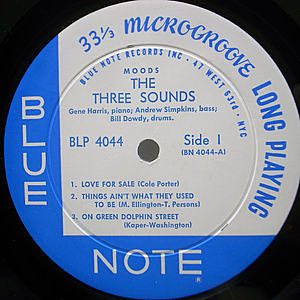 33 1/3 MICROGROOVE LONG PLAYING
BLUE NOTE RECORDS INC • 47 WEST 63rd, NYC
MOODS
THE
THREE SOUNDS
Gene Harris, piano; Andrew Simpkins, bass;
Bill Dowdy, drums.
BLP 4044
Side 1
(BN 4044-A)
1. LOVE FOR SALE (Cole Porter)
2. THINGS AIN'T WHAT THEY USED
TO BE (M. Ellington-T. Persons)
3. ON GREEN DOLPHIN STREET
(Kaper-Washington)
BLUE
NOTE
®